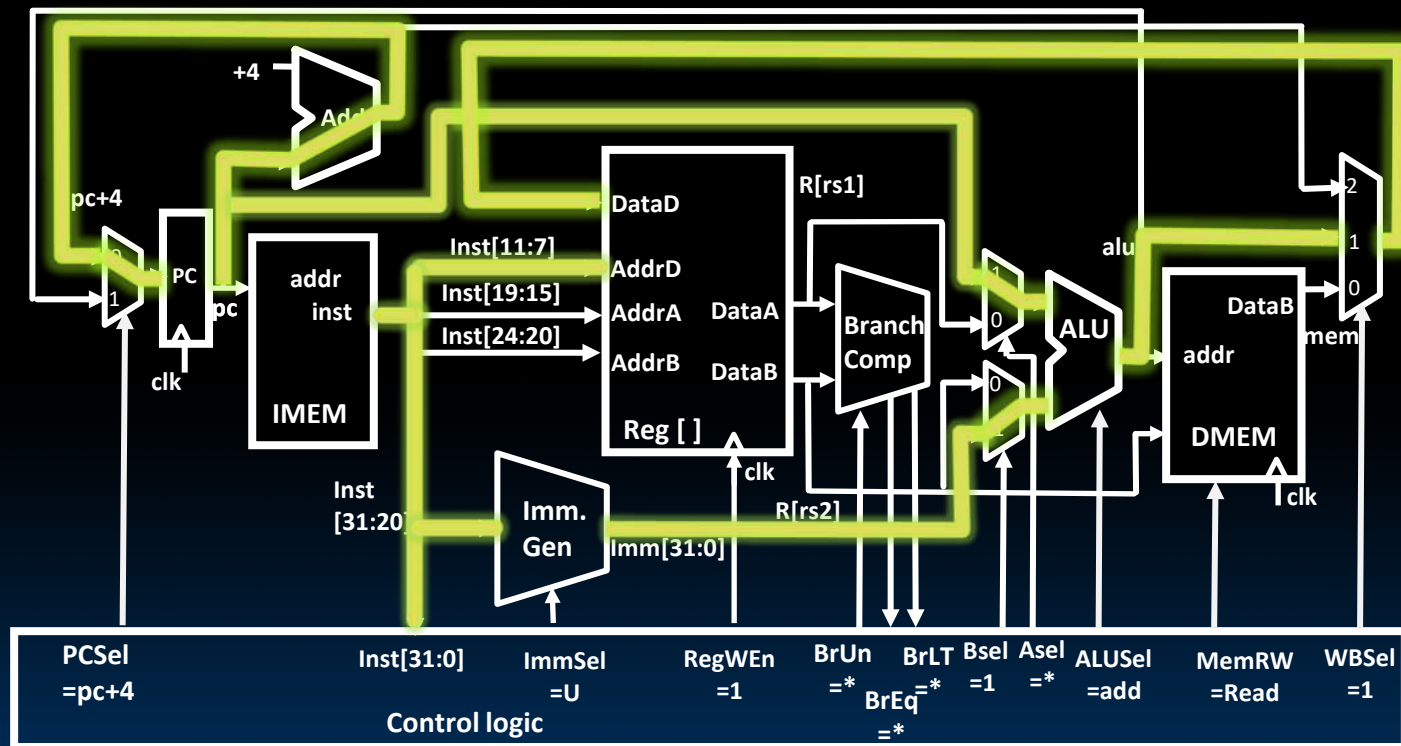 +4
Add
pc+4
0
1
PC
pc
clk
addr
inst
IMEM
Inst[11:7]
Inst[19:15]
Inst[24:20]
DataD
AddrD
AddrA
AddrB
DataA
DataB
Reg [ ]
clk
R[rs1]
Branch
Comp
R[rs2]
Inst
[31:20]
Imm.
Gen
Imm[31:0]
1
0
0
1
ALU
alu
addr
DataB
DMEM
clk
mem
2
1
0
PCSel
=pc+4
Inst[31:0]
ImmSel
=U
RegWEn
=1
BrUn
=*
BrEq
=*
BrLT
=*
Bsel
=1
Asel
=*
ALUSel
=add
MemRW
=Read
WBSel
=1
Control logic